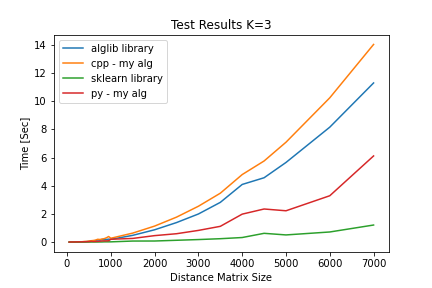 Test Results K=3
alglib library
cpp - my alg
sklearn library
py - my alg
Time [Sec]
14
12
10
8
6
4
2
0
0 1000 2000 3000 4000 5000 6000 7000
Distance Matrix Size